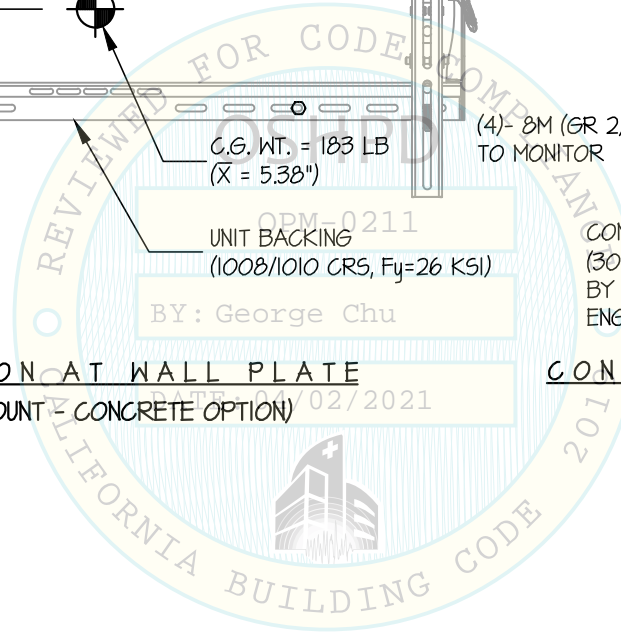 C.G. WT. = 183 LB
(X̅ = 5.38")
(4)- 8M (GR 2,
TO MONITOR
UNIT BACKING
(1008/1010 CRS, Fy=26 KSI)
ON AT WALL PLATE
OUNT - CONCRETE OPTION)
CON
(30
BY
ENG
CON
REVIEWED FOR CODE COMPLIANCE
OSHPD
OPM-0211
BY: George Chu
DATE: 04/02/2021
CALIFORNIA BUILDING CODE 2019